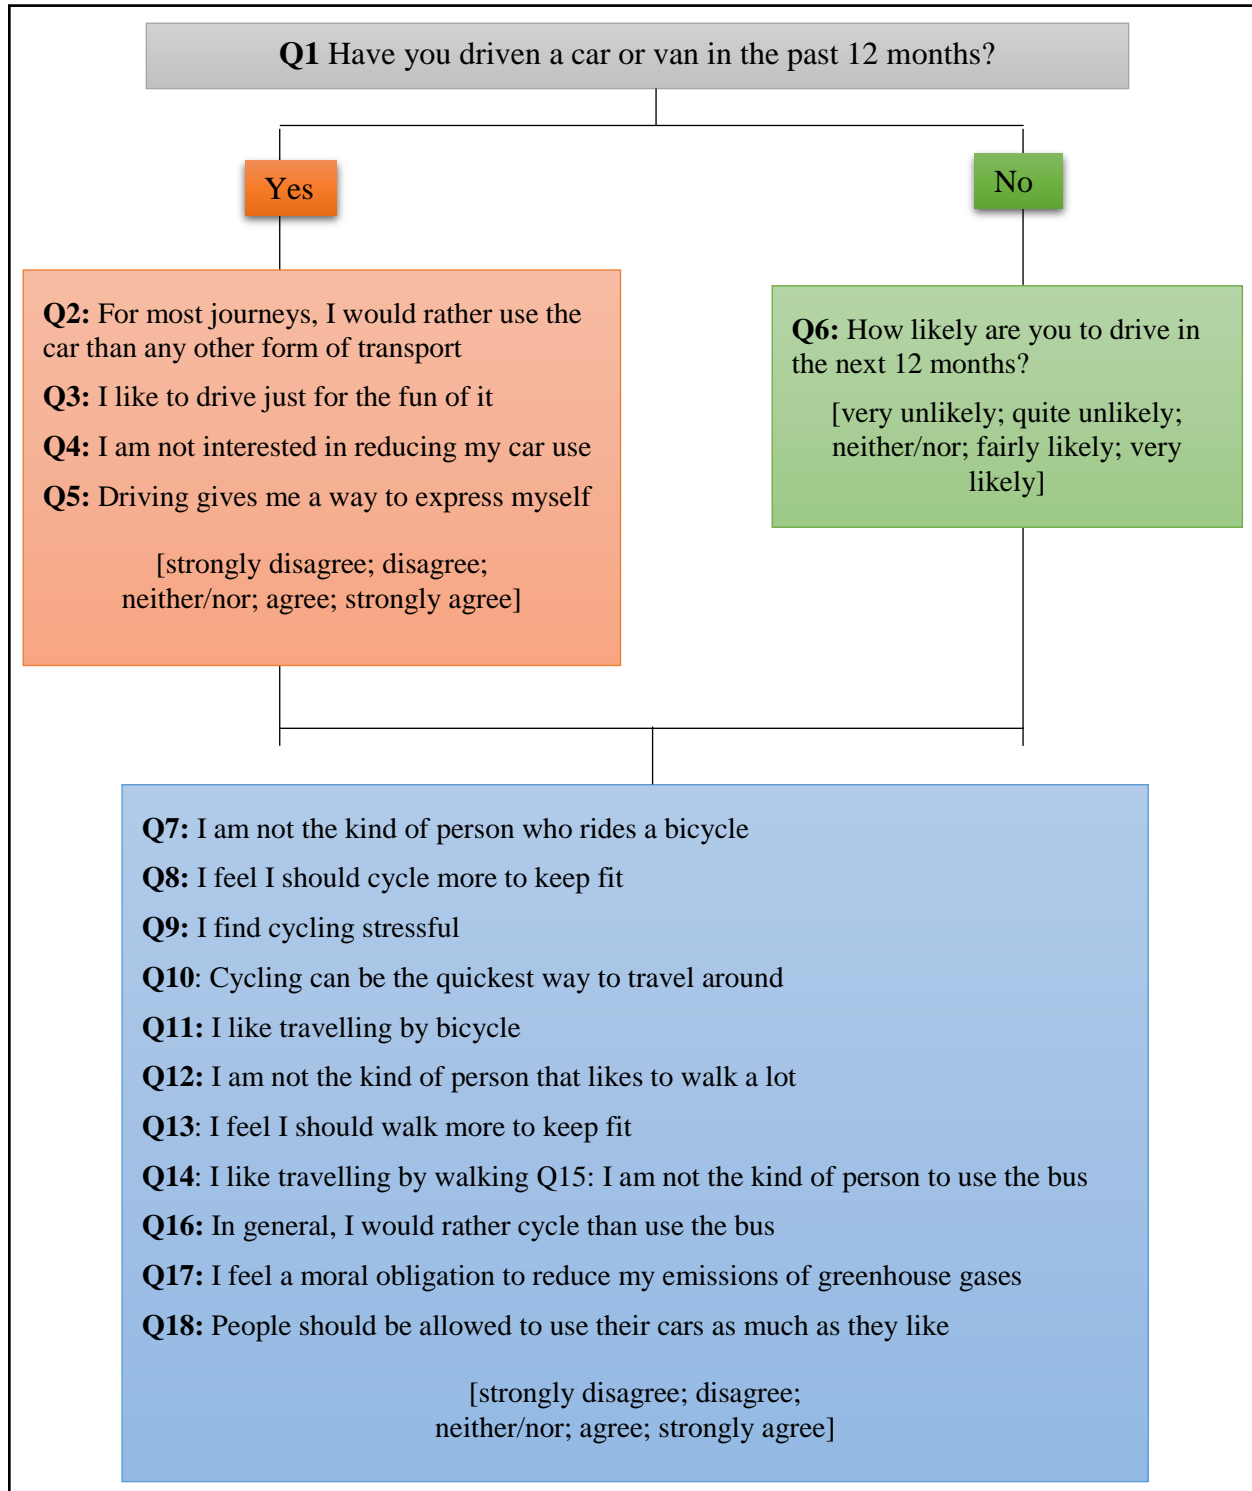 Q1 Have you driven a car or van in the past 12 months?
Yes
No
Q2: For most journeys, I would rather use the
car than any other form of transport
Q3: I like to drive just for the fun of it
Q4: I am not interested in reducing my car use
Q5: Driving gives me a way to express myself
[strongly disagree; disagree;
neither/nor; agree; strongly agree]
Q6: How likely are you to drive in
the next 12 months?
[very unlikely; quite unlikely;
neither/nor; fairly likely; very
likely]
Q7: I am not the kind of person who rides a bicycle
Q8: I feel I should cycle more to keep fit
Q9: I find cycling stressful
Q10: Cycling can be the quickest way to travel around
Q11: I like travelling by bicycle
Q12: I am not the kind of person that likes to walk a lot
Q13: I feel I should walk more to keep fit
Q14: I like travelling by walking Q15: I am not the kind of person to use the bus
Q16: In general, I would rather cycle than use the bus
Q17: I feel a moral obligation to reduce my emissions of greenhouse gases
Q18: People should be allowed to use their cars as much as they like
[strongly disagree; disagree;
neither/nor; agree; strongly agree]